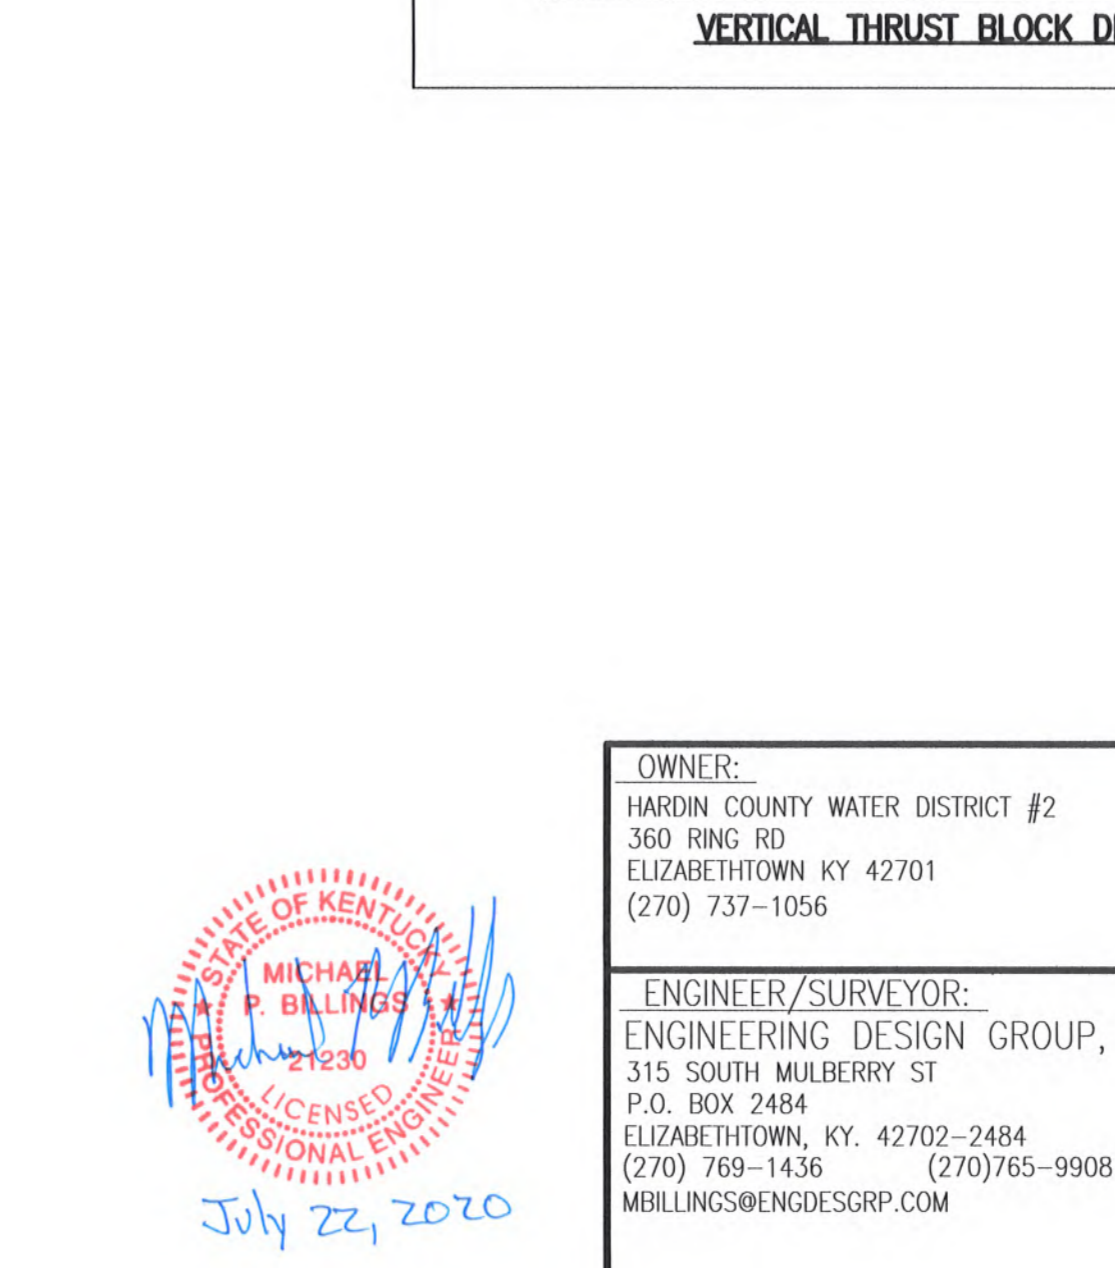 VERTICAL THRUST BLOCK
OWNER:
HARDIN COUNTY WATER DISTRICT #2
360 RING RD
ELIZABETHTOWN KY 42701
(270) 737-1056
ENGINEER/SURVEYOR:
ENGINEERING DESIGN GROUP,
315 SOUTH MULBERRY ST
P.O. BOX 2484
ELIZABETHTOWN, KY. 42702-2484
(270) 769-1436 (270)765-9908
MBILLINGS@ENGDESGRP.COM
STATE OF KENTUCKY
MICHAEL
P. BILLINGS
21230
LICENSED
PROFESSIONAL ENGINEER
July 22, 2020